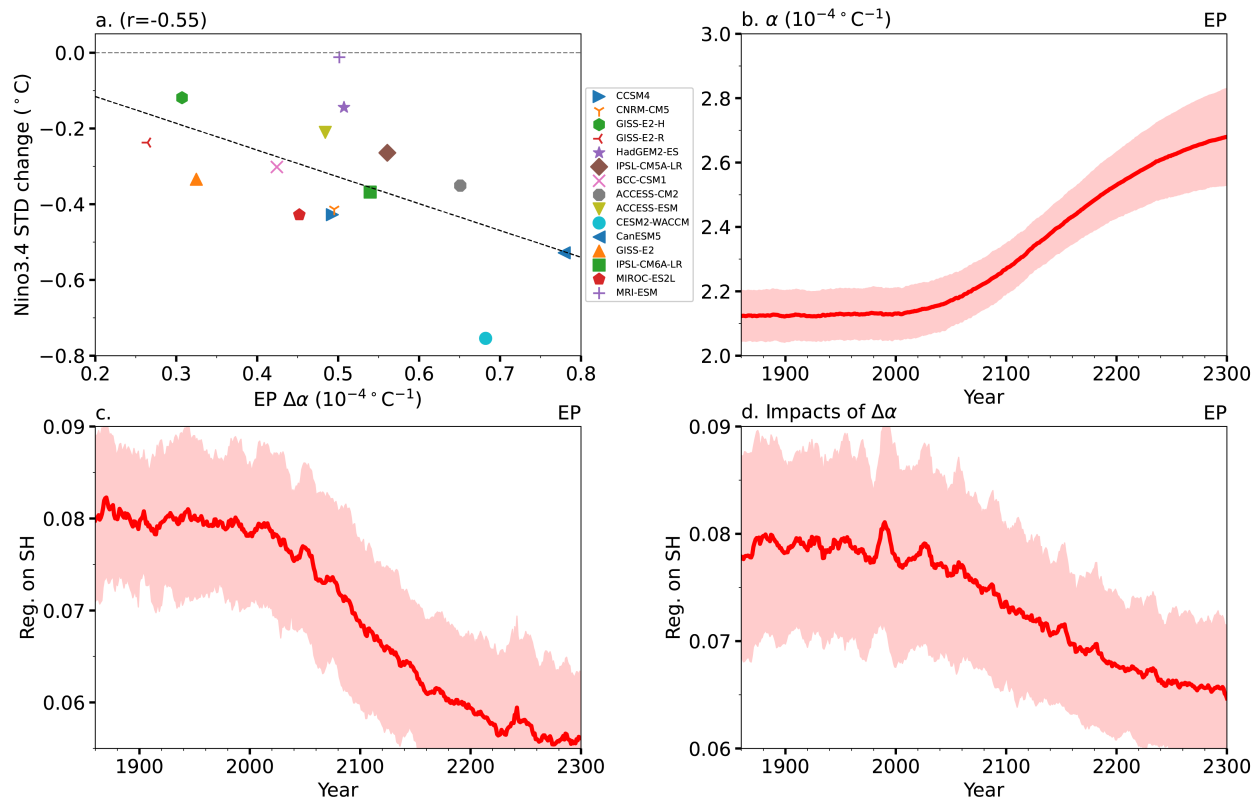 a. (r=-0.55)
Nino3.4 STD change (°C)
0.0
−0.2
−0.4
−0.6
−0.8
0.2 0.3 0.4 0.5 0.6 0.7 0.8
EP Δα (10⁻⁴°C⁻¹)
CCSM4
CNRM-CM5
GISS-E2-H
GISS-E2-R
HadGEM2-ES
IPSL-CM5A-LR
BCC-CSM1
ACCESS-CM2
ACCESS-ESM
CESM2-WACCM
CanESM5
GISS-E2
IPSL-CM6A-LR
MIROC-ES2L
MRI-ESM
b. α (10⁻⁴°C⁻¹) EP
3.0
2.8
2.6
2.4
2.2
2.0
1900 2000 2100 2200 2300
Year
c. EP
Reg. on SH
0.09
0.08
0.07
0.06
1900 2000 2100 2200 2300
Year
d. Impacts of Δα EP
Reg. on SH
0.09
0.08
0.07
0.06
1900 2000 2100 2200 2300
Year